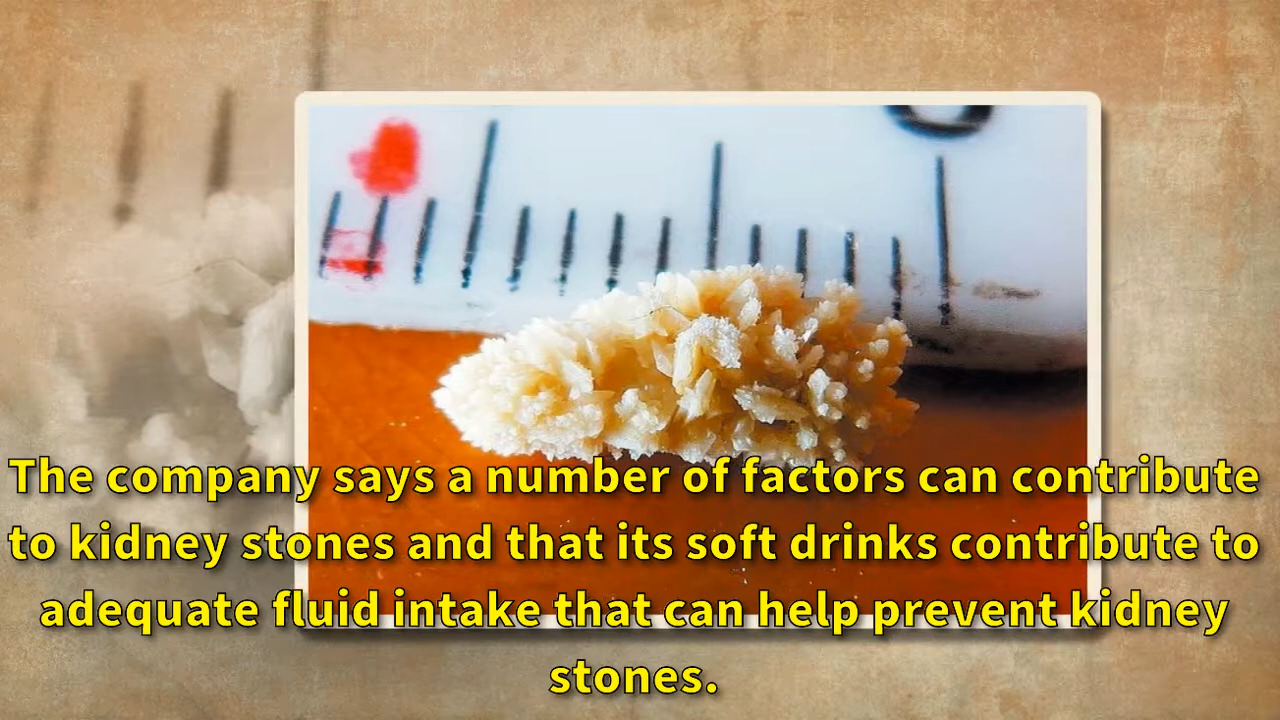 The company says a number of factors can contribute
to kidney stones and that its soft drinks contribute to
adequate fluid intake that can help prevent kidney
stones.